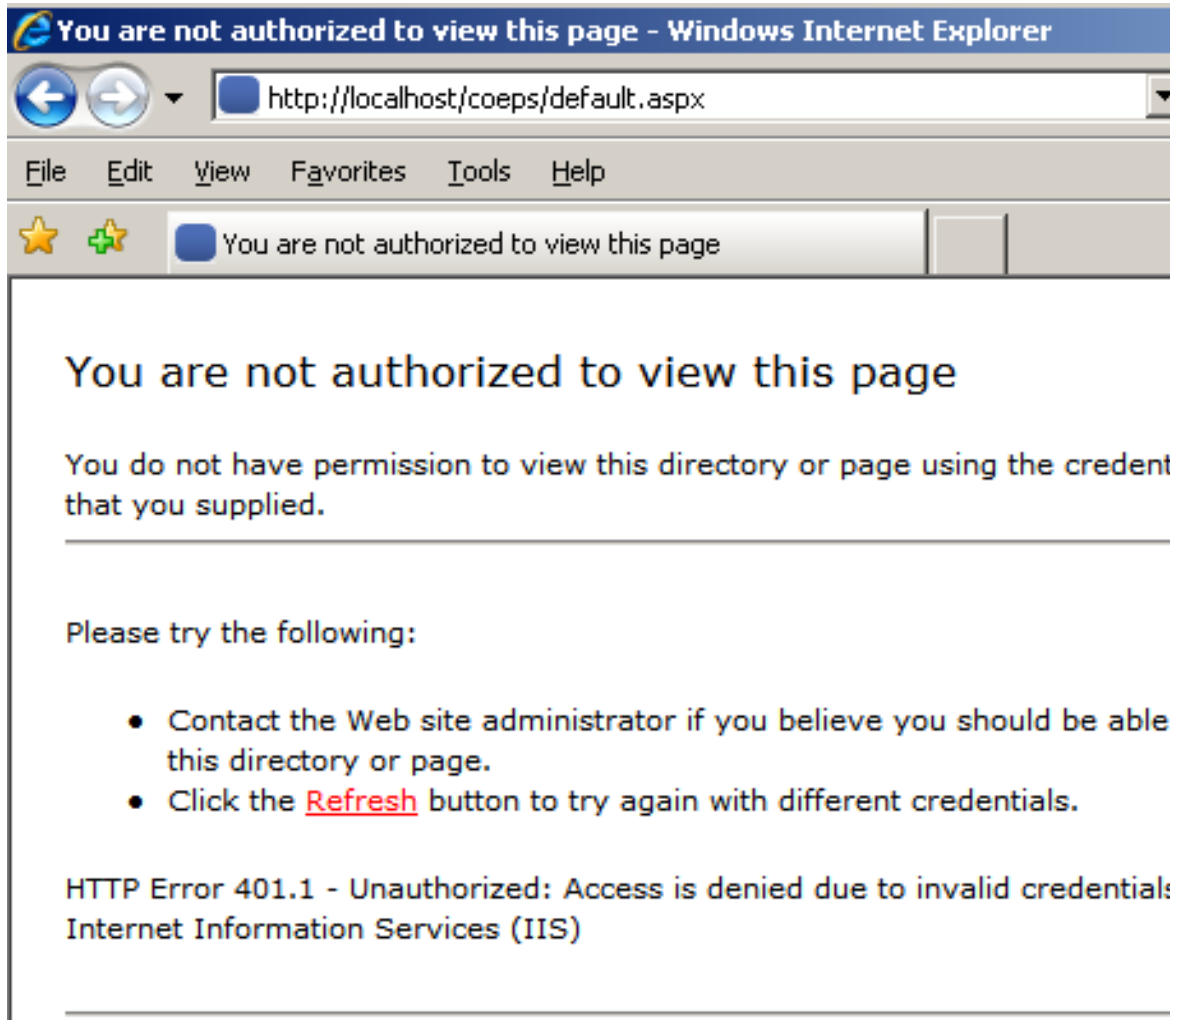 You are not authorized to view this page - Windows Internet Explorer
http://localhost/coeps/default.aspx
File Edit View Favorites Tools Help
You are not authorized to view this page
You are not authorized to view this page
You do not have permission to view this directory or page using the credent
that you supplied.
Please try the following:
• Contact the Web site administrator if you believe you should be able
this directory or page.
• Click the Refresh button to try again with different credentials.
HTTP Error 401.1 - Unauthorized: Access is denied due to invalid credentials
Internet Information Services (IIS)